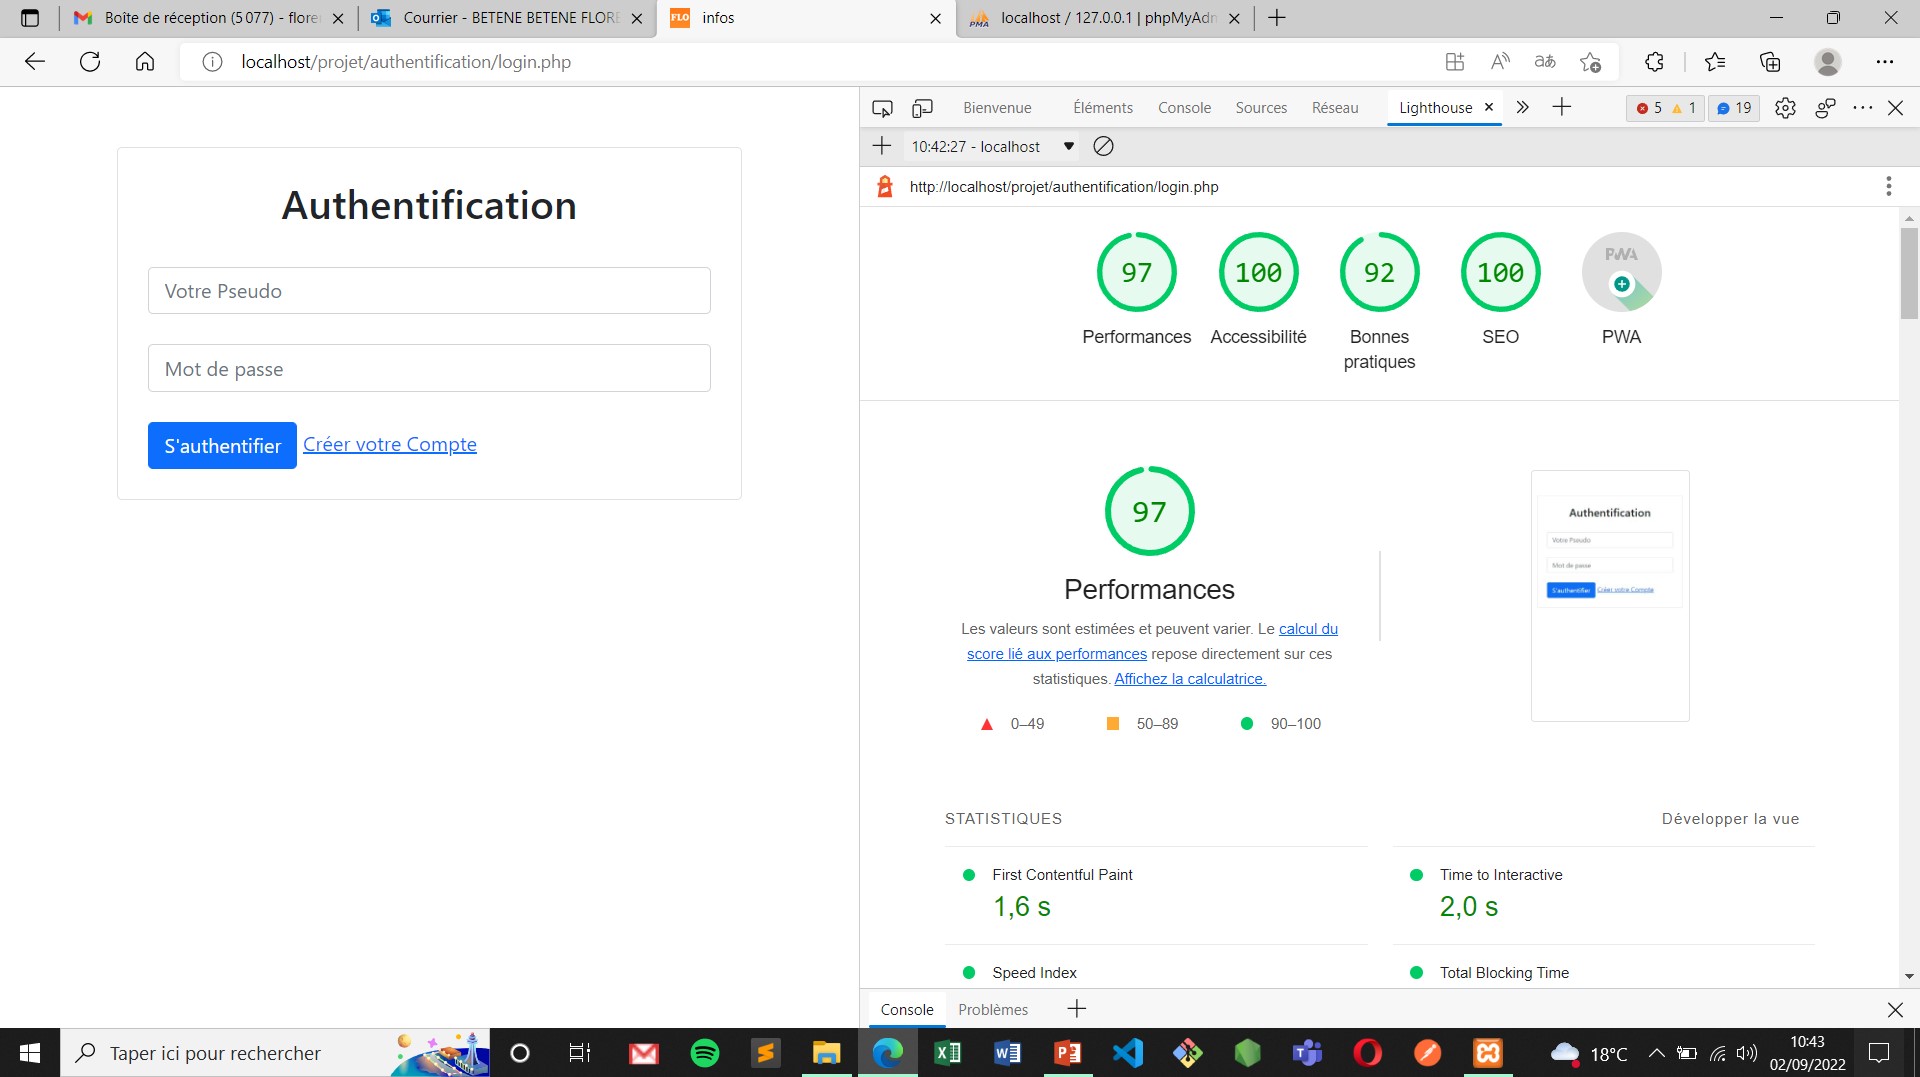 Boîte de réception (5 077) - flore
Courrier - BETENE BETENE FLORE
FLO
infos
PMA
localhost / 127.0.0.1 | phpMyAdn
localhost/projet/authentification/login.php
Bienvenue
Éléments
Console
Sources
Réseau
Lighthouse
5
1
19
10:42:27 - localhost
http://localhost/projet/authentification/login.php
Authentification
Votre Pseudo
Mot de passe
S'authentifier
Créer votre Compte
97
100
92
100
PWA
Performances
Accessibilité
Bonnes
pratiques
SEO
PWA
97
Performances
Les valeurs sont estimées et peuvent varier. Le calcul du
score lié aux performances repose directement sur ces
statistiques. Affichez la calculatrice.
0–49
50–89
90–100
Authentification
Votre Pseudo
Mot de passe
S'authentifier
Créer votre Compte
STATISTIQUES
Développer la vue
First Contentful Paint
1,6 s
Time to Interactive
2,0 s
Speed Index
Total Blocking Time
Console
Problèmes
Taper ici pour rechercher
18°C
10:43
02/09/2022